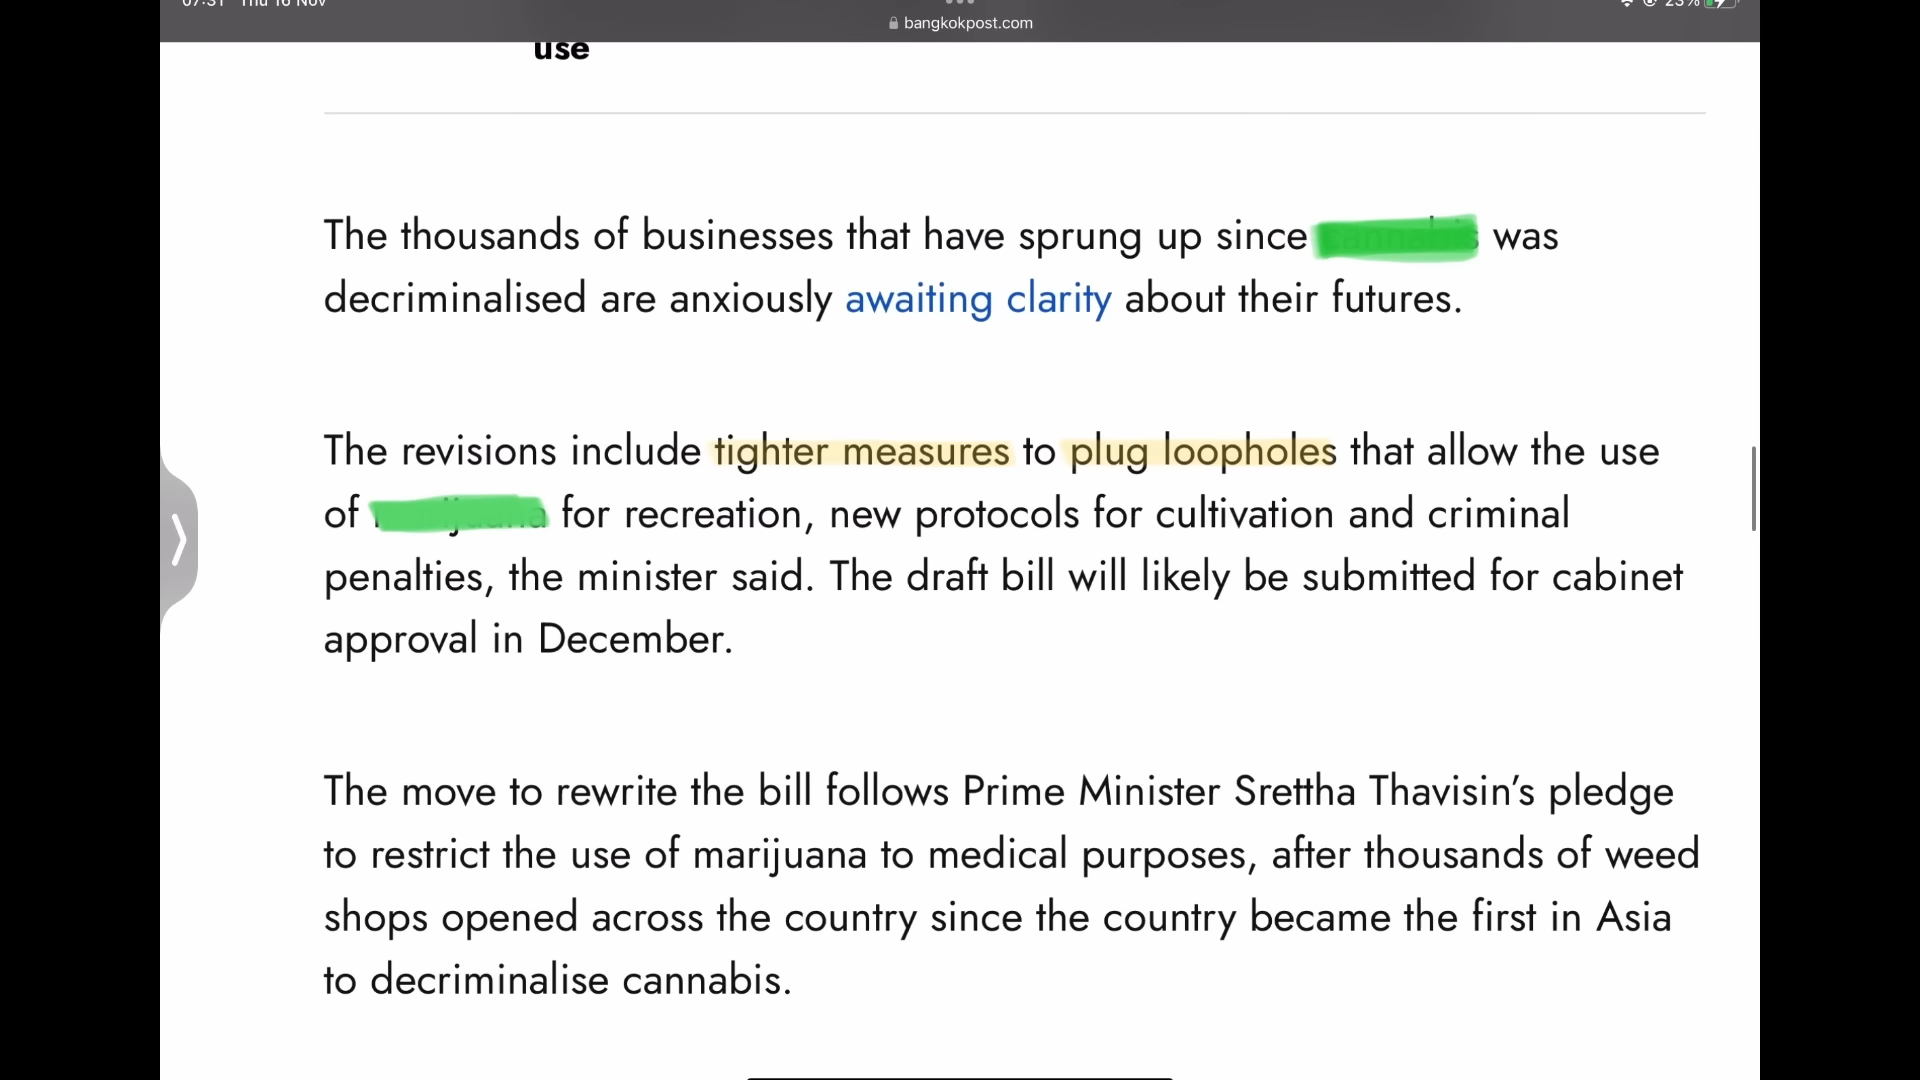 bangkokpost.com
use
The thousands of businesses that have sprung up since cannabis was
decriminalised are anxiously awaiting clarity about their futures.
The revisions include tighter measures to plug loopholes that allow the use
of marijuana for recreation, new protocols for cultivation and criminal
penalties, the minister said. The draft bill will likely be submitted for cabinet
approval in December.
The move to rewrite the bill follows Prime Minister Srettha Thavisin’s pledge
to restrict the use of marijuana to medical purposes, after thousands of weed
shops opened across the country since the country became the first in Asia
to decriminalise cannabis.